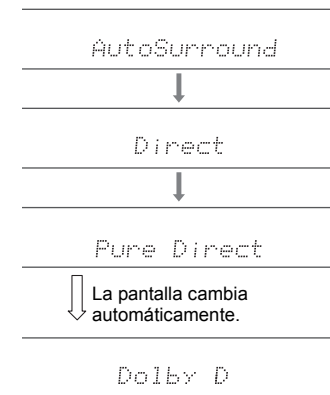 AutoSurround
Direct
Pure Direct
La pantalla cambia
automáticamente.
Dolby D